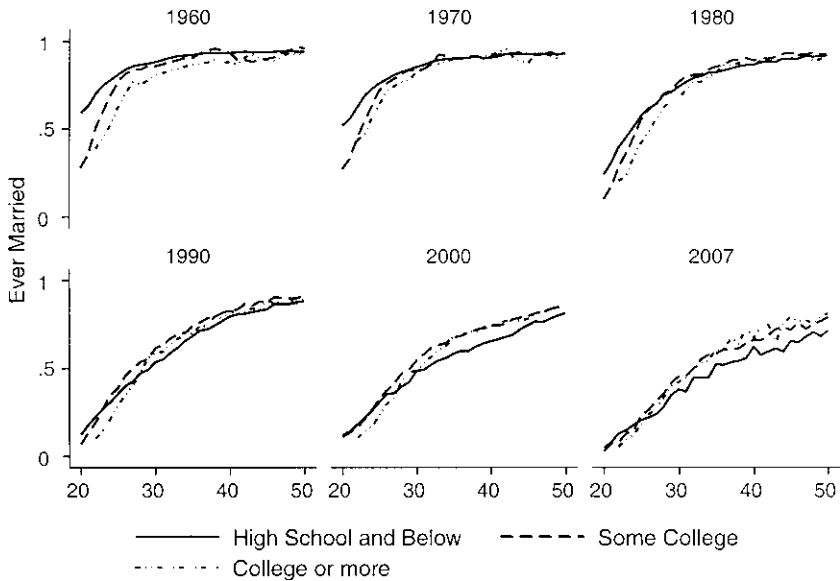 1960 1970 1980
1
.5
0
Ever Married
1990 2000 2007
1
.5
0
20 30 40 50 20 30 40 50 20 30 40 50
High School and Below Some College
College or more